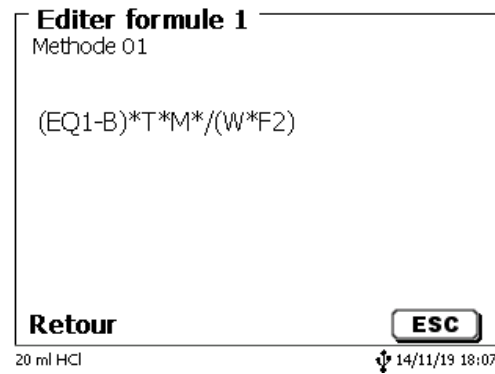 Editer formule 1
Methode 01
(EQ1-B)*T*M*/(W*F2)
Retour ESC
20 ml HCl 14/11/19 18:07